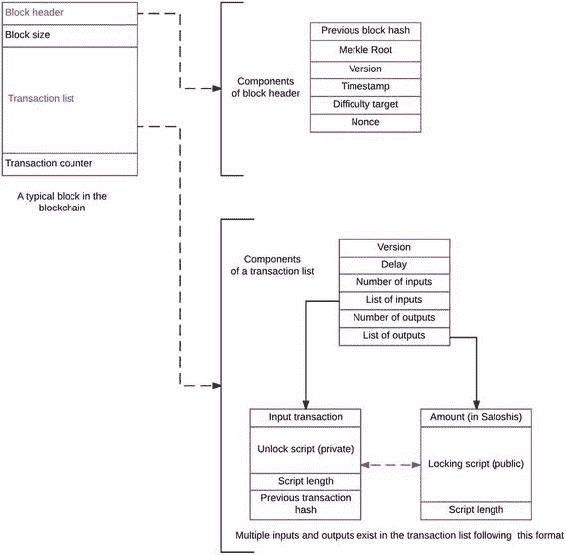 Block header
Block size
Transaction list
Transaction counter
A typical block in the
blockchain
Components
of block header
Previous block hash
Merkle Root
Version
Timestamp
Difficulty target
Nonce
Components
of a transaction list
Version
Delay
Number of inputs
List of inputs
Number of outputs
List of outputs
Input transaction
Unlock script (private)
Script length
Previous transaction
hash
Amount (in Satoshis)
Locking script (public)
Script length
Multiple inputs and outputs exist in the transaction list following this format